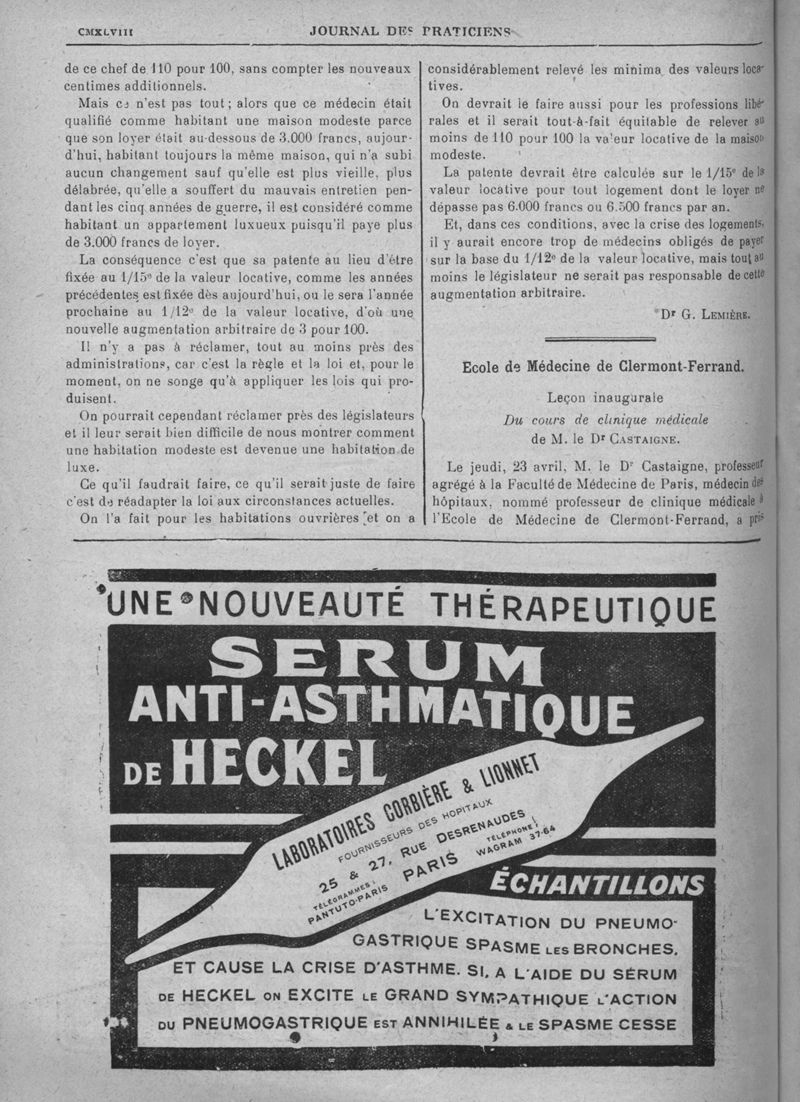 CMXLVIII
JOURNAL DES PRATICIENS
de ce chef de 110 pour 100, sans compter les nouveaux
centimes additionnels.
Mais ce n'est pas tout ; alors que ce médecin était
qualifié comme habitant une maison modeste parce
que son loyer était au-dessous de 3.000 francs, aujour-
d'hui, habitant toujours la même maison, qui n'a subi
aucun changement sauf qu'elle est plus vieille, plus
délabrée, qu'elle a souffert du mauvais entretien pen-
dant les cinq années de guerre, il est considéré comme
habitant un appartement luxueux puisqu'il paye plus
de 3.000 francs de loyer.
La conséquence c'est que sa patente au lieu d'être
fixée au 1/15e de la valeur locative, comme les années
précédentes est fixée dès aujourd'hui, ou le sera l'année
prochaine au 1/12e de la valeur locative, d'où une
nouvelle augmentation arbitraire de 3 pour 100.
Il n'y a pas à réclamer, tout au moins près des
administrations, car c'est la règle et la loi et, pour le
moment, on ne songe qu'à appliquer les lois qui pro-
duisent.
On pourrait cependant réclamer près des législateurs
et il leur serait bien difficile de nous montrer comment
une habitation modeste est devenue une habitation de
luxe.
Ce qu'il faudrait faire, ce qu'il serait juste de faire
c'est de réadapter la loi aux circonstances actuelles.
On l'a fait pour les habitations ouvrières et on a
considérablement relevé les minima des valeurs loca-
tives.
On devrait le faire aussi pour les professions libé-
rales et il serait tout-à-fait équitable de relever au
moins de 110 pour 100 la valeur locative de la maison
modeste.
La patente devrait être calculée sur le 1/15e de la
valeur locative pour tout logement dont le loyer ne
dépasse pas 6.000 francs ou 6.500 francs par an.
Et, dans ces conditions, avec la crise des logements,
il y aurait encore trop de médecins obligés de payer
sur la base du 1/12e de la valeur locative, mais tout au
moins le législateur ne serait pas responsable de cette
augmentation arbitraire.
Dr G. LEMIÈRE.
Ecole de Médecine de Clermont-Ferrand.
Leçon inaugurale
Du cours de clinique médicale
de M. le Dr CASTAIGNE.
Le jeudi, 23 avril, M. le Dr Castaigne, professeur
agrégé à la Faculté de Médecine de Paris, médecin des
hôpitaux, nommé professeur de clinique médicale à
l'Ecole de Médecine de Clermont-Ferrand, a pris
UNE NOUVEAUTÉ THÉRAPEUTIQUE
SERUM
ANTI-ASTHMATIQUE
DE HECKEL
LABORATOIRES CORBIÈRE & LIONNET
FOURNISSEURS DES HOPITAUX
25 & 27, RUE DESRENAUDES
TÉLÉGRAMMES: PARIS TÉLÉPHONE:
PANTUTO-PARIS WAGRAM 37-64
ÉCHANTILLONS
L'EXCITATION DU PNEUMO-
GASTRIQUE SPASME LES BRONCHES,
ET CAUSE LA CRISE D'ASTHME. SI, A L'AIDE DU SÉRUM
DE HECKEL ON EXCITE LE GRAND SYMPATHIQUE L'ACTION
DU PNEUMOGASTRIQUE EST ANNIHILÉE & LE SPASME CESSE